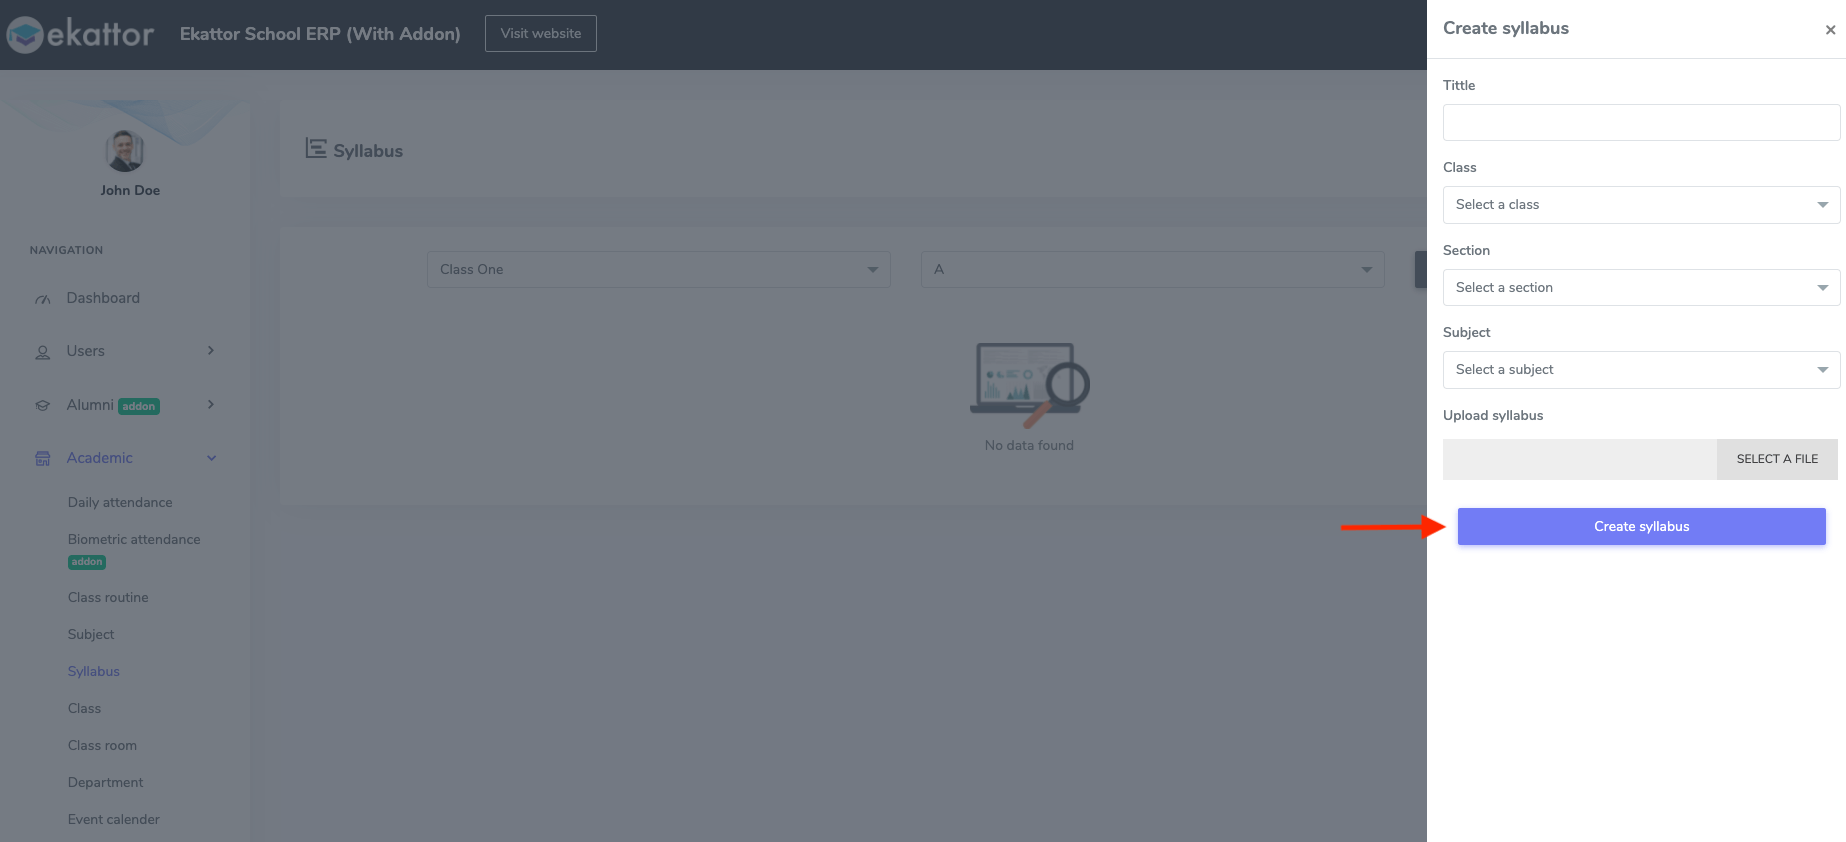 ekattor
Ekattor School ERP (With Addon)
Visit website
John Doe
NAVIGATION
Dashboard
Users
Alumni addon
Academic
Daily attendance
Biometric attendance
addon
Class routine
Subject
Syllabus
Class
Class room
Department
Event calender
Syllabus
Class One
A
No data found
Create syllabus
×
Tittle
Class
Select a class
Section
Select a section
Subject
Select a subject
Upload syllabus
SELECT A FILE
Create syllabus